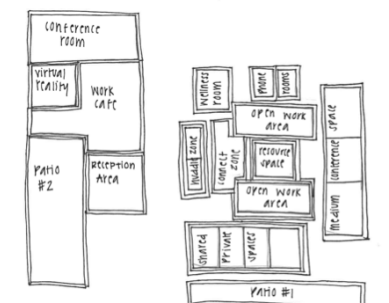 CONFERENCE
ROOM
VIRTUAL
REALITY
WORK
CAFE
PATIO
#2
RECEPTION
AREA
WELLNESS
ROOM
PHONE
ROOMS
OPEN WORK
AREA
HUDDLE ZONE
CONNECT
ZONE
RESOURCE
SPACE
OPEN WORK
AREA
MEDIUM CONFERENCE SPACE
SHARED
PRIVATE
SPACES
PATIO #1